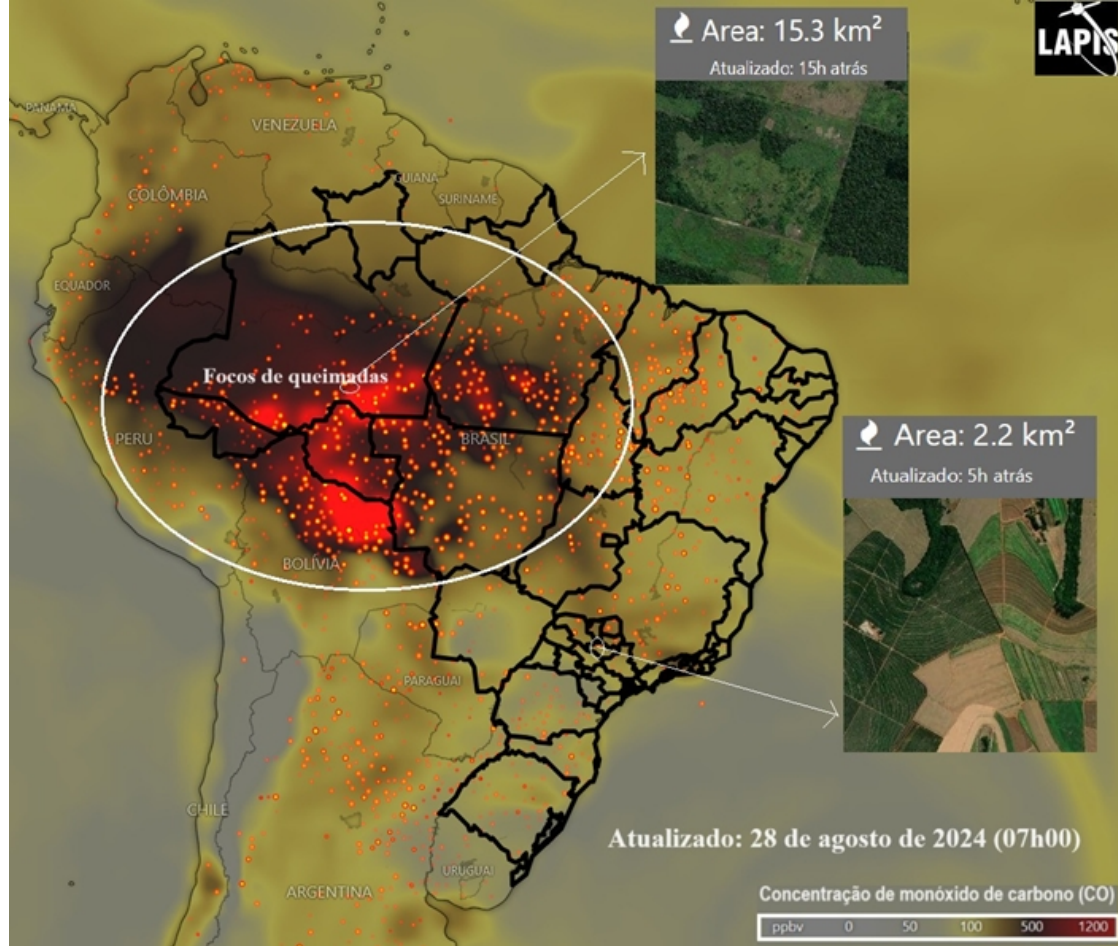 Area: 15.3 km²
Atualizado: 15h atrás
LAPIS
PANAMÁ
VENEZUELA
GUIANA
SURINAME
COLÔMBIA
EQUADOR
Focos de queimadas
PERU
BRASIL
Area: 2.2 km²
Atualizado: 5h atrás
BOLÍVIA
PARAGUAI
CHILE
Atualizado: 28 de agosto de 2024 (07h00)
URUGUAI
ARGENTINA
Concentração de monóxido de carbono (CO)
ppbv 0 50 100 500 1200